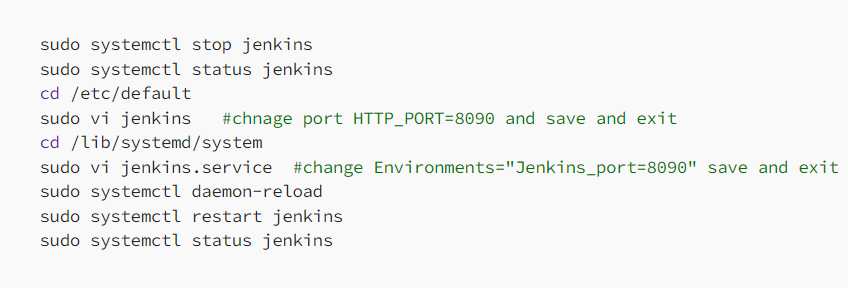 sudo systemctl stop jenkins
sudo systemctl status jenkins
cd /etc/default
sudo vi jenkins   #chnage port HTTP_PORT=8090 and save and exit
cd /lib/systemd/system
sudo vi jenkins.service  #change Environments="Jenkins_port=8090" save and exit
sudo systemctl daemon-reload
sudo systemctl restart jenkins
sudo systemctl status jenkins